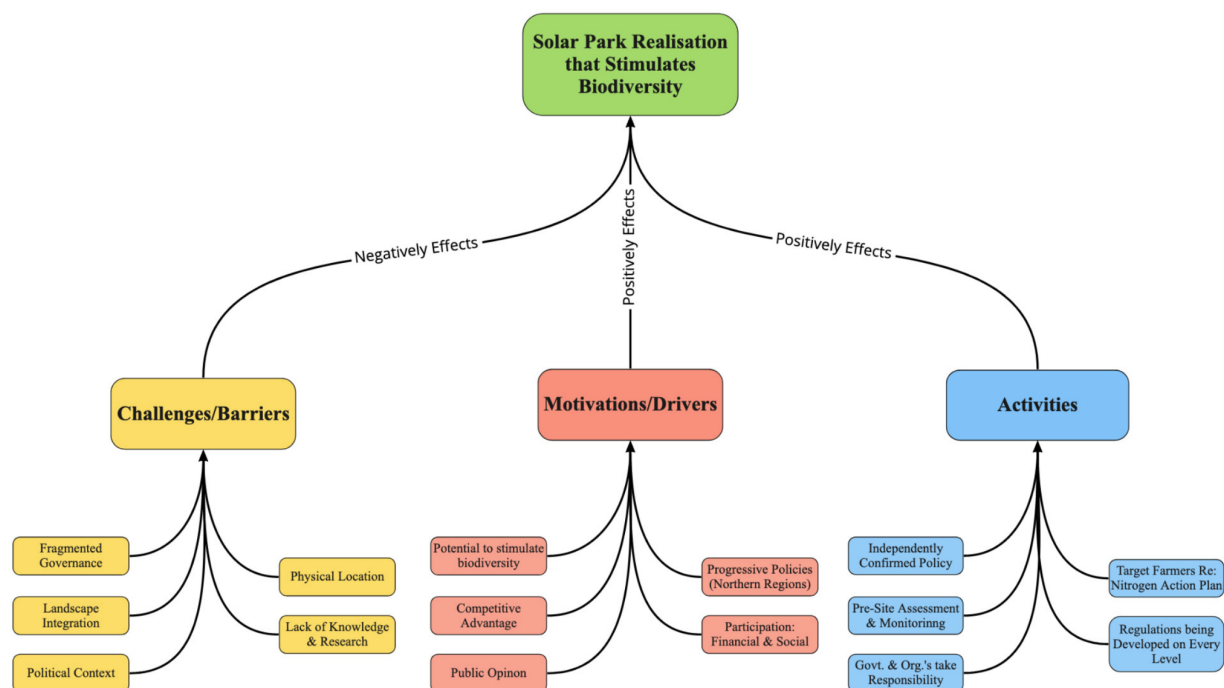 Solar Park Realisation
that Stimulates
Biodiversity
Negatively Effects
Positively Effects
Positively Effects
Challenges/Barriers
Motivations/Drivers
Activities
Fragmented
Governance
Physical Location
Landscape
Integration
Lack of Knowledge
& Research
Political Context
Potential to stimulate
biodiversity
Progressive Policies
(Northern Regions)
Competitive
Advantage
Participation:
Financial & Social
Public Opinon
Independently
Confirmed Policy
Target Farmers Re:
Nitrogen Action Plan
Pre-Site Assessment
& Monitorinng
Regulations being
Developed on Every
Level
Govt. & Org.'s take
Responsibility